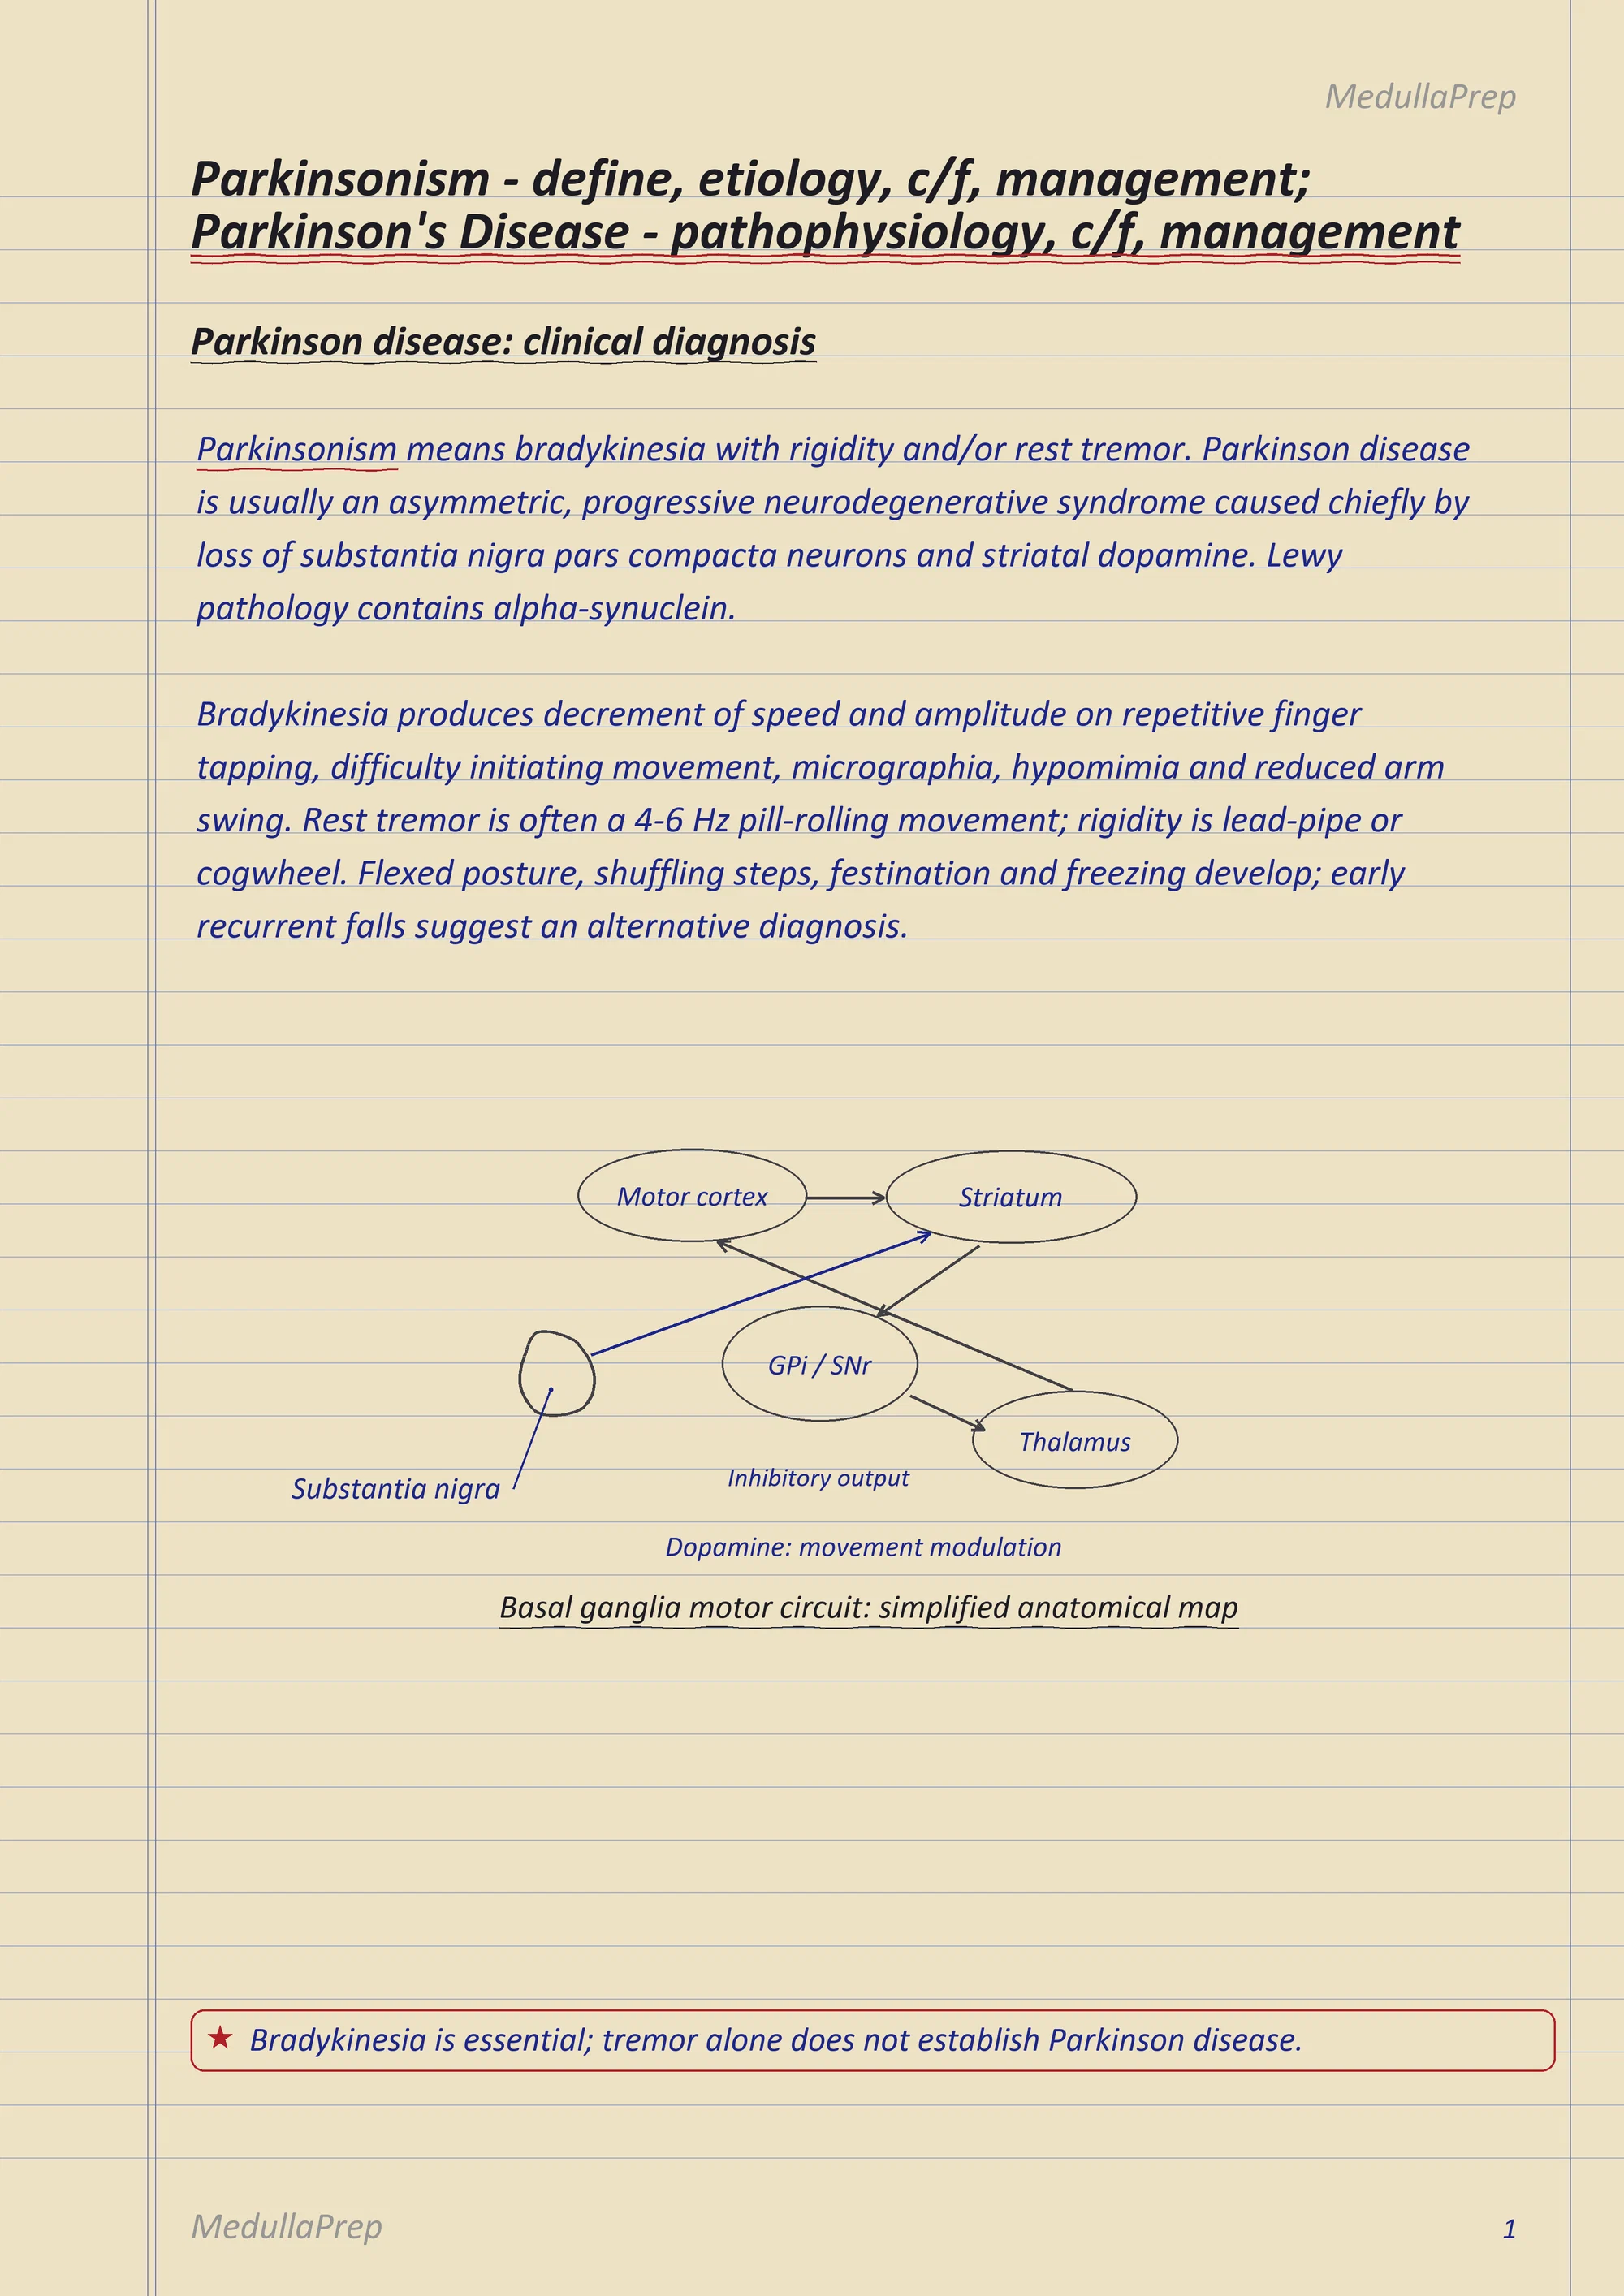 MedullaPrep
Parkinsonism - define, etiology, c/f, management;
Parkinson's Disease - pathophysiology, c/f, management
Parkinson disease: clinical diagnosis
Parkinsonism means bradykinesia with rigidity and/or rest tremor. Parkinson disease
is usually an asymmetric, progressive neurodegenerative syndrome caused chiefly by
loss of substantia nigra pars compacta neurons and striatal dopamine. Lewy
pathology contains alpha-synuclein.
Bradykinesia produces decrement of speed and amplitude on repetitive finger
tapping, difficulty initiating movement, micrographia, hypomimia and reduced arm
swing. Rest tremor is often a 4-6 Hz pill-rolling movement; rigidity is lead-pipe or
cogwheel. Flexed posture, shuffling steps, festination and freezing develop; early
recurrent falls suggest an alternative diagnosis.
Motor cortex
Striatum
GPi / SNr
Thalamus
Substantia nigra
Inhibitory output
Dopamine: movement modulation
Basal ganglia motor circuit: simplified anatomical map
★ Bradykinesia is essential; tremor alone does not establish Parkinson disease.
MedullaPrep
1